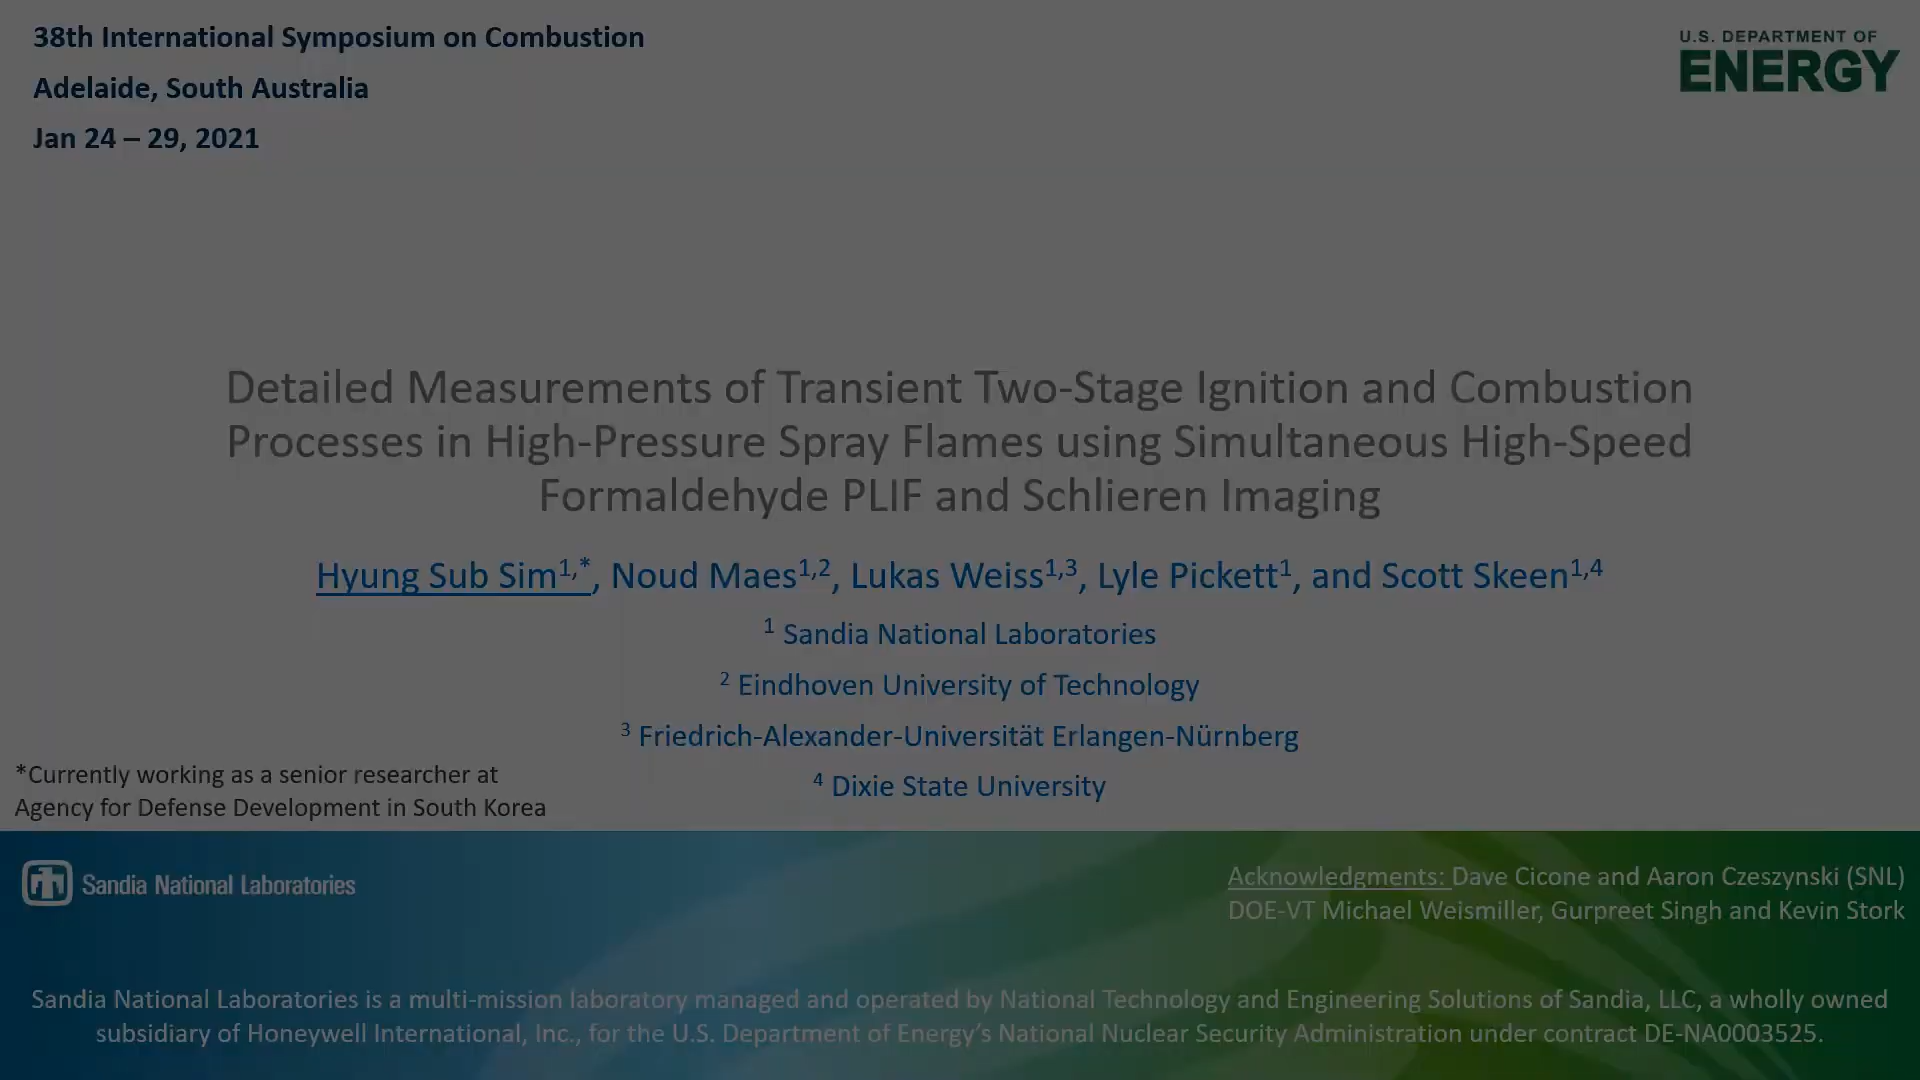 38th International Symposium on Combustion
Adelaide, South Australia
Jan 24 – 29, 2021
U.S. DEPARTMENT OF
ENERGY
Detailed Measurements of Transient Two-Stage Ignition and Combustion
Processes in High-Pressure Spray Flames using Simultaneous High-Speed
Formaldehyde PLIF and Schlieren Imaging
Hyung Sub Sim1,*, Noud Maes1,2, Lukas Weiss1,3, Lyle Pickett1, and Scott Skeen1,4
1 Sandia National Laboratories
2 Eindhoven University of Technology
3 Friedrich-Alexander-Universität Erlangen-Nürnberg
4 Dixie State University
*Currently working as a senior researcher at
Agency for Defense Development in South Korea
Sandia National Laboratories
Acknowledgments: Dave Cicone and Aaron Czeszynski (SNL)
DOE-VT Michael Weismiller, Gurpreet Singh and Kevin Stork
Sandia National Laboratories is a multi-mission laboratory managed and operated by National Technology and Engineering Solutions of Sandia, LLC, a wholly owned
subsidiary of Honeywell International, Inc., for the U.S. Department of Energy's National Nuclear Security Administration under contract DE-NA0003525.